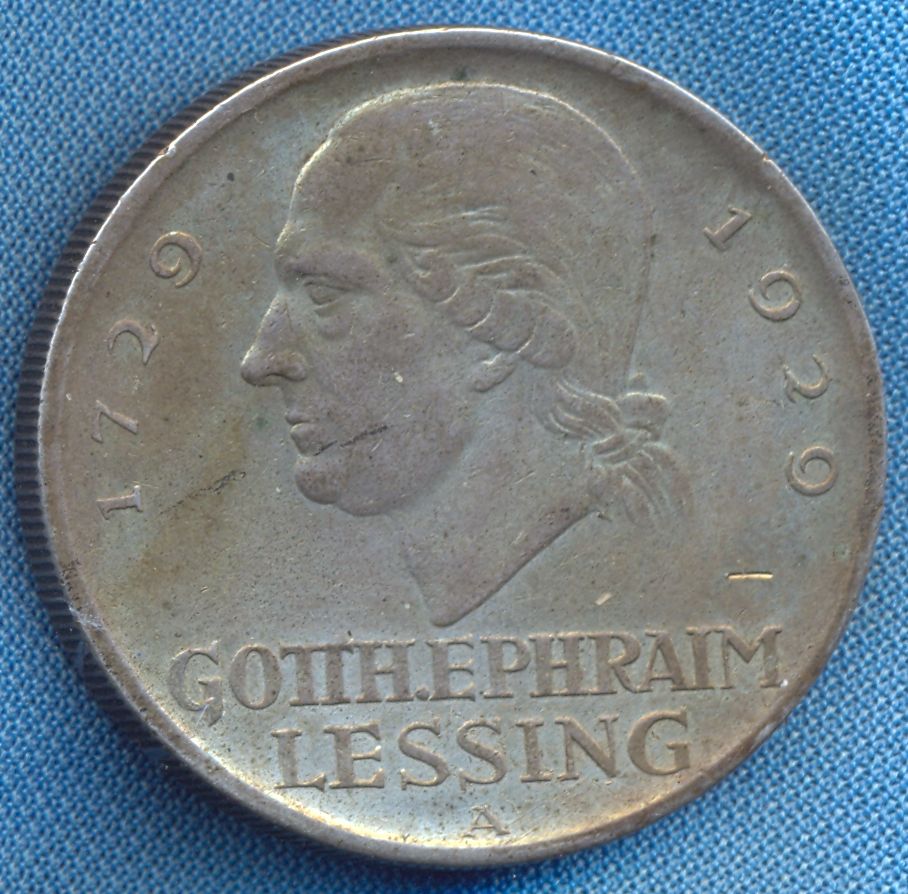 1729
1929
GOTTH.EPHRAIM
LESSING
A